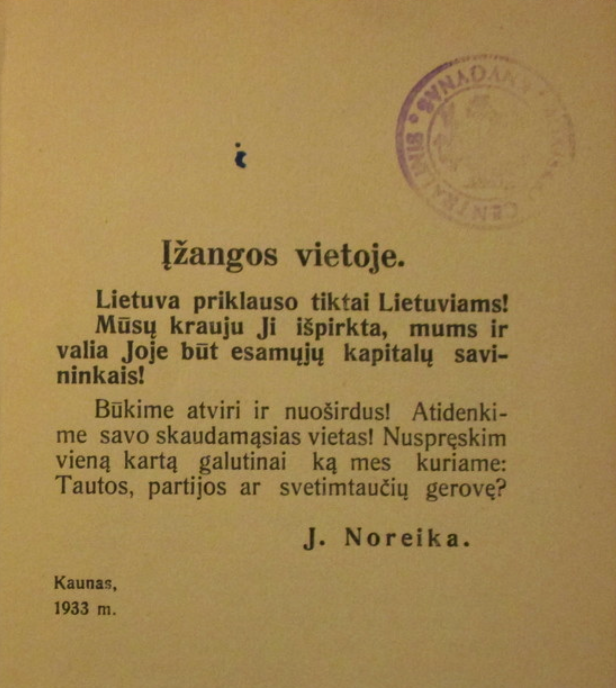 CENTRALINIS KNYGYNAS
Įžangos vietoje.
Lietuva priklauso tiktai Lietuviams!
Mūsų krauju Ji išpirkta, mums ir
valia Joje būt esamųjų kapitalų savi-
ninkais!
Būkime atviri ir nuoširdus! Atidenki-
me savo skaudamąsias vietas! Nuspręskim
vieną kartą galutinai ką mes kuriame:
Tautos, partijos ar svetimtaučių gerovę?
J. Noreika.
Kaunas,
1933 m.